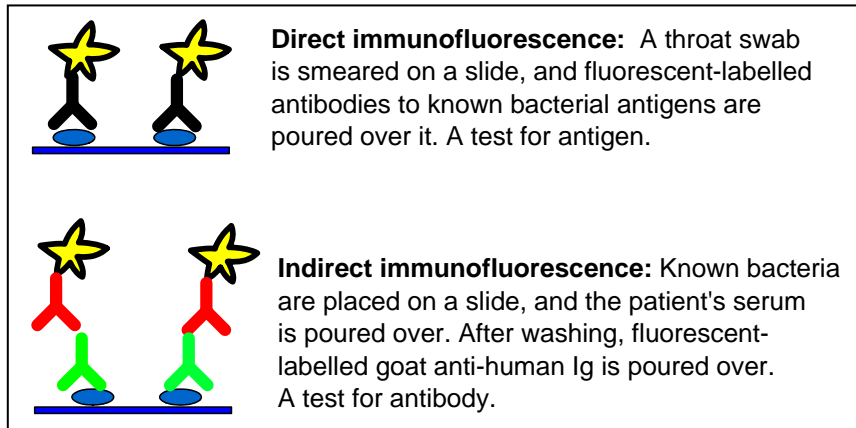 Direct immunofluorescence:  A throat swab
is smeared on a slide, and fluorescent-labelled
antibodies to known bacterial antigens are
poured over it. A test for antigen.
Indirect immunofluorescence: Known bacteria
are placed on a slide, and the patient's serum
is poured over. After washing, fluorescent-
labelled goat anti-human Ig is poured over.
A test for antibody.